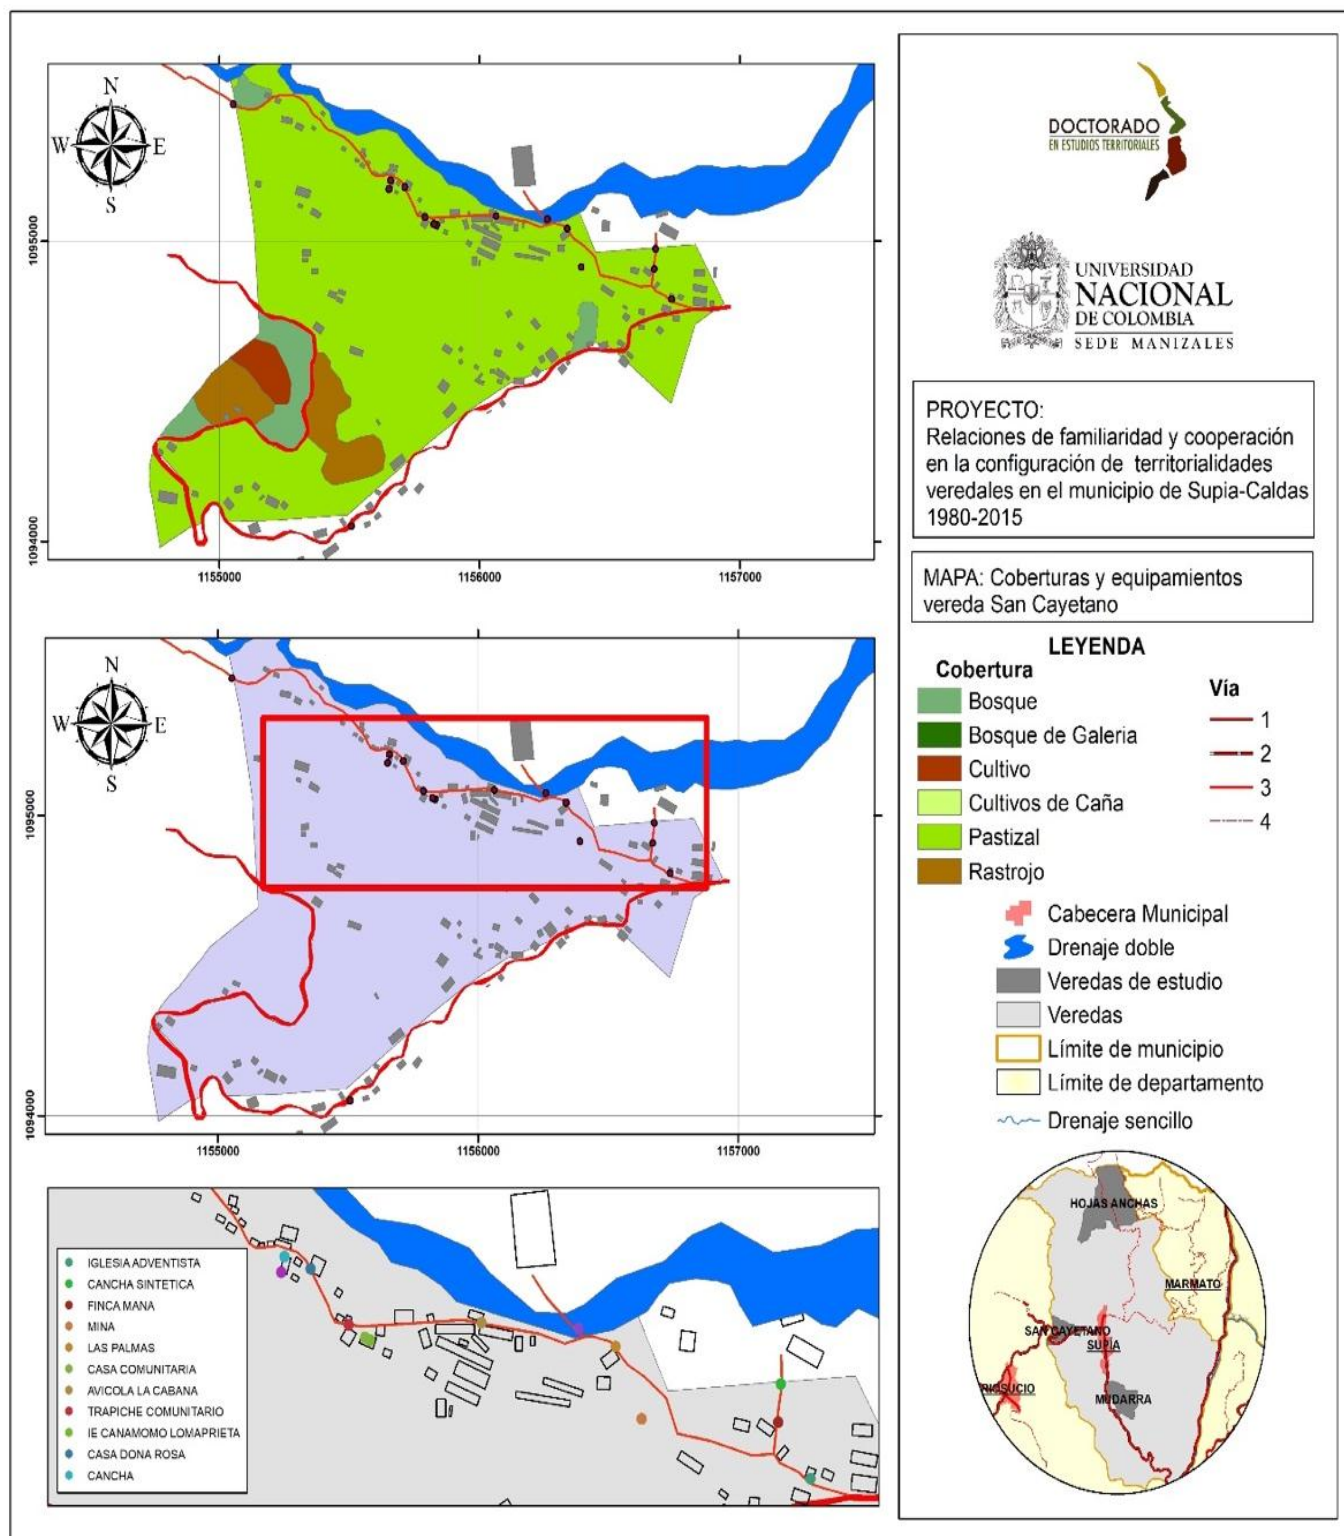 1155000
1156000
1157000
N
W
E
S
1095000
1094000
1155000
1156000
1157000
N
W
E
S
1095000
1094000
1155000
1156000
1157000
IGLESIA ADVENTISTA
CANCHA SINTETICA
FINCA MANA
MINA
LAS PALMAS
CASA COMUNITARIA
AVICOLA LA CABANA
TRAPICHE COMUNITARIO
IE CANAMOMO LOMAPRIETA
CASA DONA ROSA
CANCHA
DOCTORADO
EN ESTUDIOS TERRITORIALES
UNIVERSIDAD
NACIONAL
DE COLOMBIA
SEDE MANIZALES
PROYECTO:
Relaciones de familiaridad y cooperación
en la configuración de territorialidades
veredales en el municipio de Supia-Caldas
1980-2015
MAPA: Coberturas y equipamientos
vereda San Cayetano
LEYENDA
Cobertura
Bosque
Bosque de Galeria
Cultivo
Cultivos de Caña
Pastizal
Rastrojo
Vía
1
2
3
4
Cabecera Municipal
Drenaje doble
Veredas de estudio
Veredas
Límite de municipio
Límite de departamento
Drenaje sencillo
HOJAS ANCHAS
MARMATO
SAN CAYETANO
SUPÍA
RIOSUCIO
MUDARRA